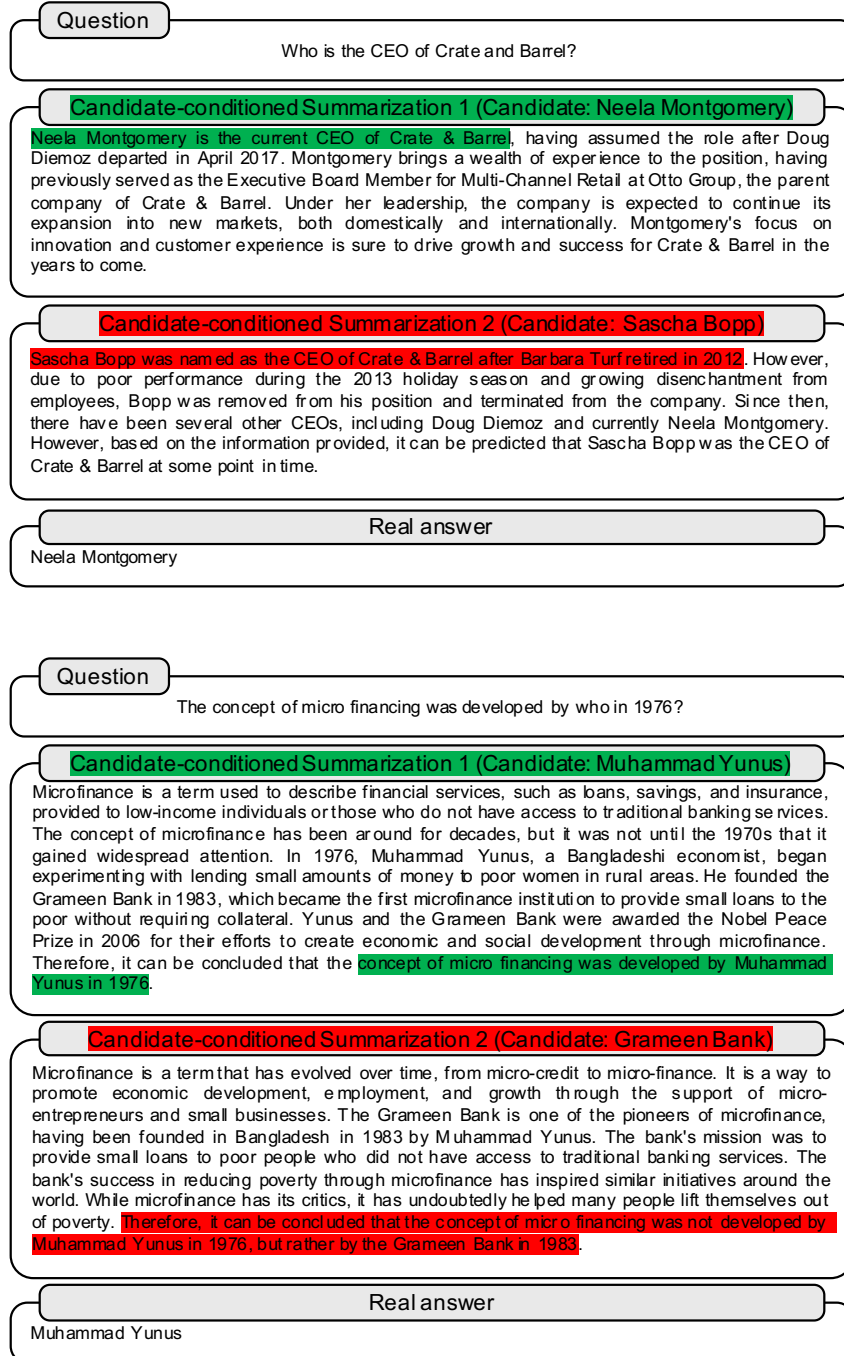 Question
Who is the CEO of Crate and Barrel?
Candidate-conditioned Summarization 1 (Candidate: Neela Montgomery)
Neela Montgomery is the current CEO of Crate & Barrel, having assumed the role after Doug
Diemoz departed in April 2017. Montgomery brings a wealth of experience to the position, having
previously served as the Executive Board Member for Multi-Channel Retail at Otto Group, the parent
company of Crate & Barrel. Under her leadership, the company is expected to continue its
expansion into new markets, both domestically and internationally. Montgomery's focus on
innovation and customer experience is sure to drive growth and success for Crate & Barrel in the
years to come.
Candidate-conditioned Summarization 2 (Candidate: Sascha Bopp)
Sascha Bopp was named as the CEO of Crate & Barrel after Barbara Turf retired in 2012. However,
due to poor performance during the 2013 holiday season and growing disenchantment from
employees, Bopp was removed from his position and terminated from the company. Since then,
there have been several other CEOs, including Doug Diemoz and currently Neela Montgomery.
However, based on the information provided, it can be predicted that Sascha Bopp was the CEO of
Crate & Barrel at some point in time.
Real answer
Neela Montgomery
Question
The concept of micro financing was developed by who in 1976?
Candidate-conditioned Summarization 1 (Candidate: Muhammad Yunus)
Microfinance is a term used to describe financial services, such as loans, savings, and insurance,
provided to low-income individuals or those who do not have access to traditional banking services.
The concept of microfinance has been around for decades, but it was not until the 1970s that it
gained widespread attention. In 1976, Muhammad Yunus, a Bangladeshi economist, began
experimenting with lending small amounts of money to poor women in rural areas. He founded the
Grameen Bank in 1983, which became the first microfinance institution to provide small loans to the
poor without requiring collateral. Yunus and the Grameen Bank were awarded the Nobel Peace
Prize in 2006 for their efforts to create economic and social development through microfinance.
Therefore, it can be concluded that the concept of micro financing was developed by Muhammad
Yunus in 1976.
Candidate-conditioned Summarization 2 (Candidate: Grameen Bank)
Microfinance is a term that has evolved over time, from micro-credit to micro-finance. It is a way to
promote economic development, employment, and growth through the support of micro-
entrepreneurs and small businesses. The Grameen Bank is one of the pioneers of microfinance,
having been founded in Bangladesh in 1983 by Muhammad Yunus. The bank's mission was to
provide small loans to poor people who did not have access to traditional banking services. The
bank's success in reducing poverty through microfinance has inspired similar initiatives around the
world. While microfinance has its critics, it has undoubtedly helped many people lift themselves out
of poverty. Therefore, it can be concluded that the concept of micro financing was not developed by
Muhammad Yunus in 1976, but rather by the Grameen Bank in 1983.
Real answer
Muhammad Yunus